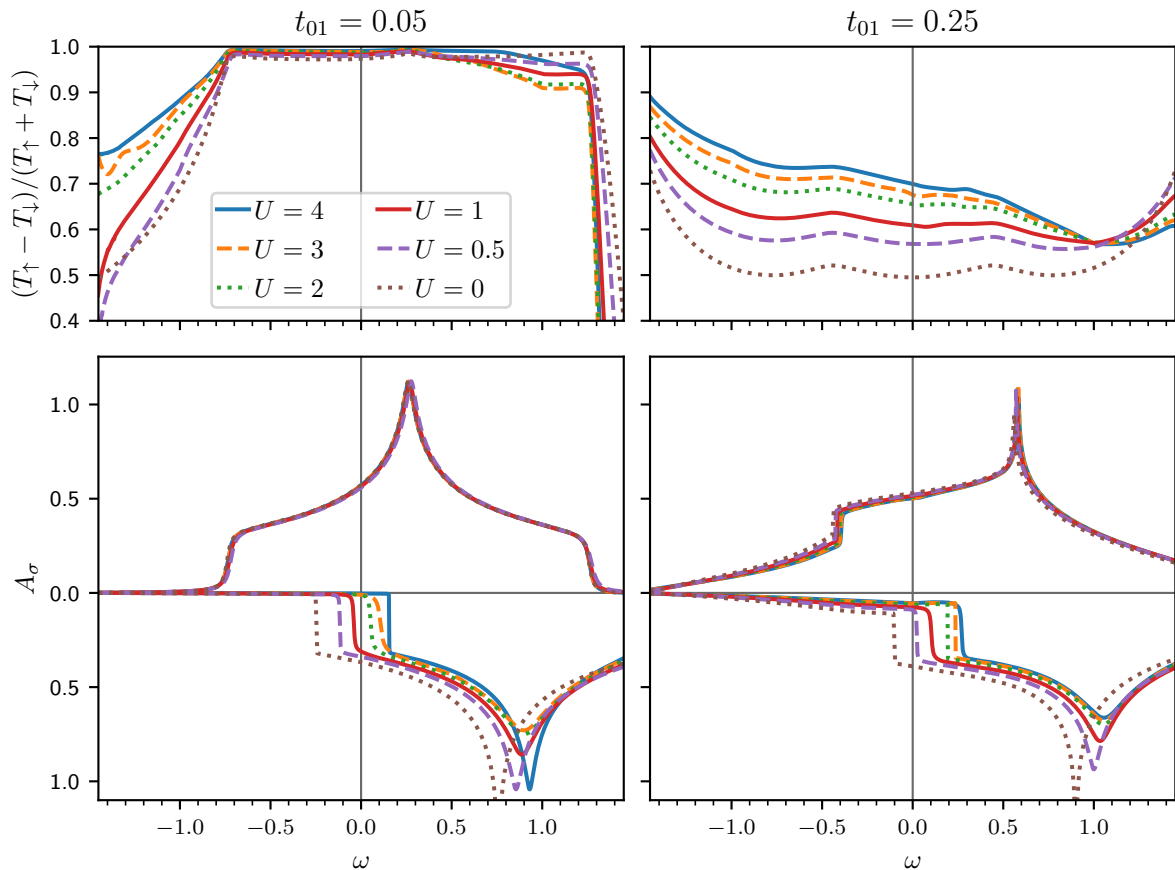 t₀₁ = 0.05
t₀₁ = 0.25
(T↑ − T↓)/(T↑ + T↓)
1.0
0.9
0.8
0.7
0.6
0.5
0.4
U = 4
U = 1
U = 3
U = 0.5
U = 2
U = 0
A_σ
1.0
0.5
0.0
0.5
1.0
−1.0 −0.5 0.0 0.5 1.0
−1.0 −0.5 0.0 0.5 1.0
ω
ω